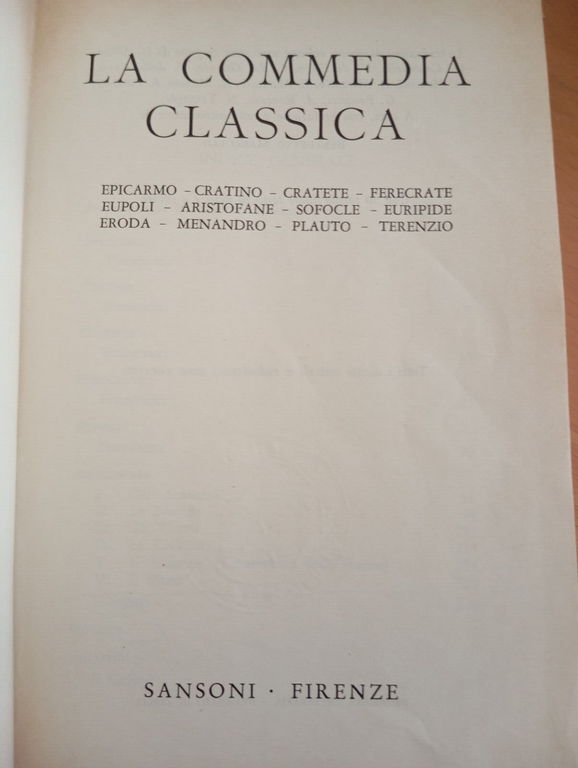 LA COMMEDIA
CLASSICA
EPICARMO – CRATINO – CRATETE – FERECRATE
EUPOLI – ARISTOFANE – SOFOCLE – EURIPIDE
ERODA – MENANDRO – PLAUTO – TERENZIO
SANSONI · FIRENZE